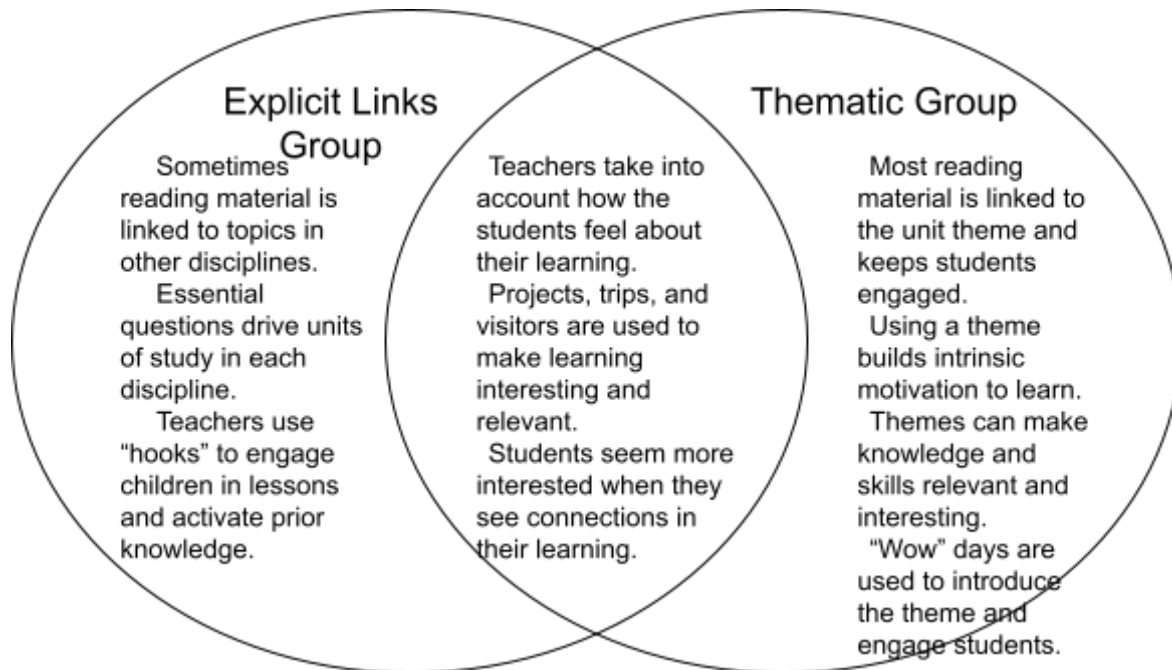 Explicit Links
Group
Sometimes
reading material is
linked to topics in
other disciplines.
Essential
questions drive units
of study in each
discipline.
Teachers use
“hooks” to engage
children in lessons
and activate prior
knowledge.
Teachers take into
account how the
students feel about
their learning.
Projects, trips, and
visitors are used to
make learning
interesting and
relevant.
Students seem more
interested when they
see connections in
their learning.
Thematic Group
Most reading
material is linked to
the unit theme and
keeps students
engaged.
Using a theme
builds intrinsic
motivation to learn.
Themes can make
knowledge and
skills relevant and
interesting.
“Wow” days are
used to introduce
the theme and
engage students.